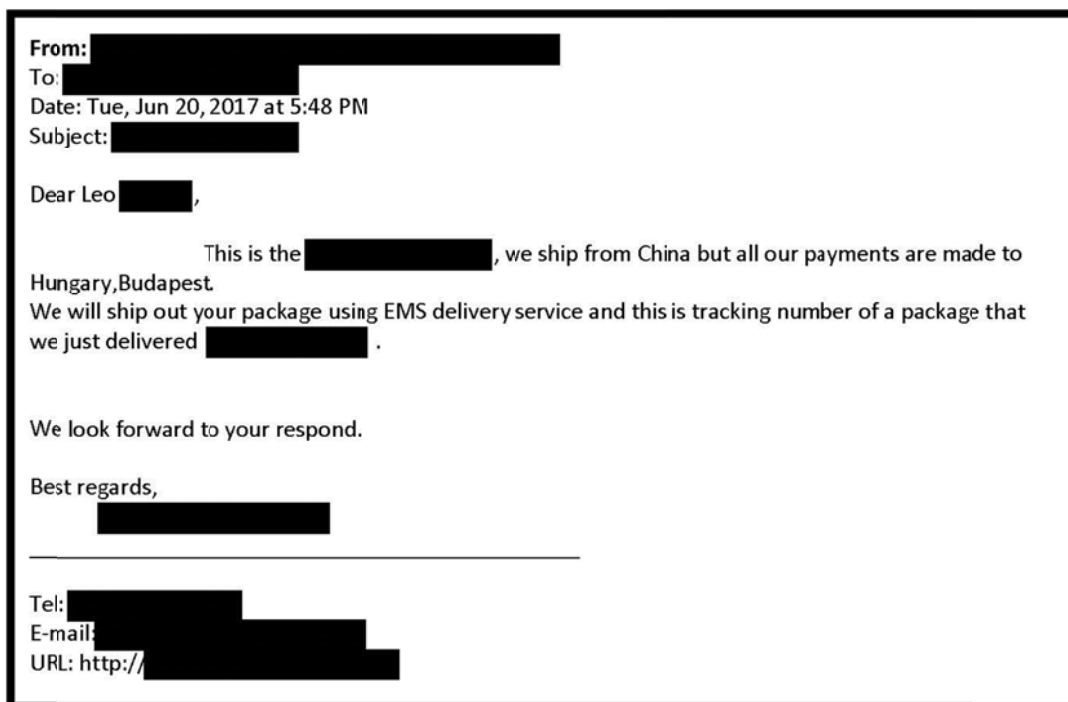 From:
To:
Date: Tue, Jun 20, 2017 at 5:48 PM
Subject:
Dear Leo ,
This is the , we ship from China but all our payments are made to
Hungary,Budapest.
We will ship out your package using EMS delivery service and this is tracking number of a package that
we just delivered .
We look forward to your respond.
Best regards,
Tel:
E-mail:
URL: http://